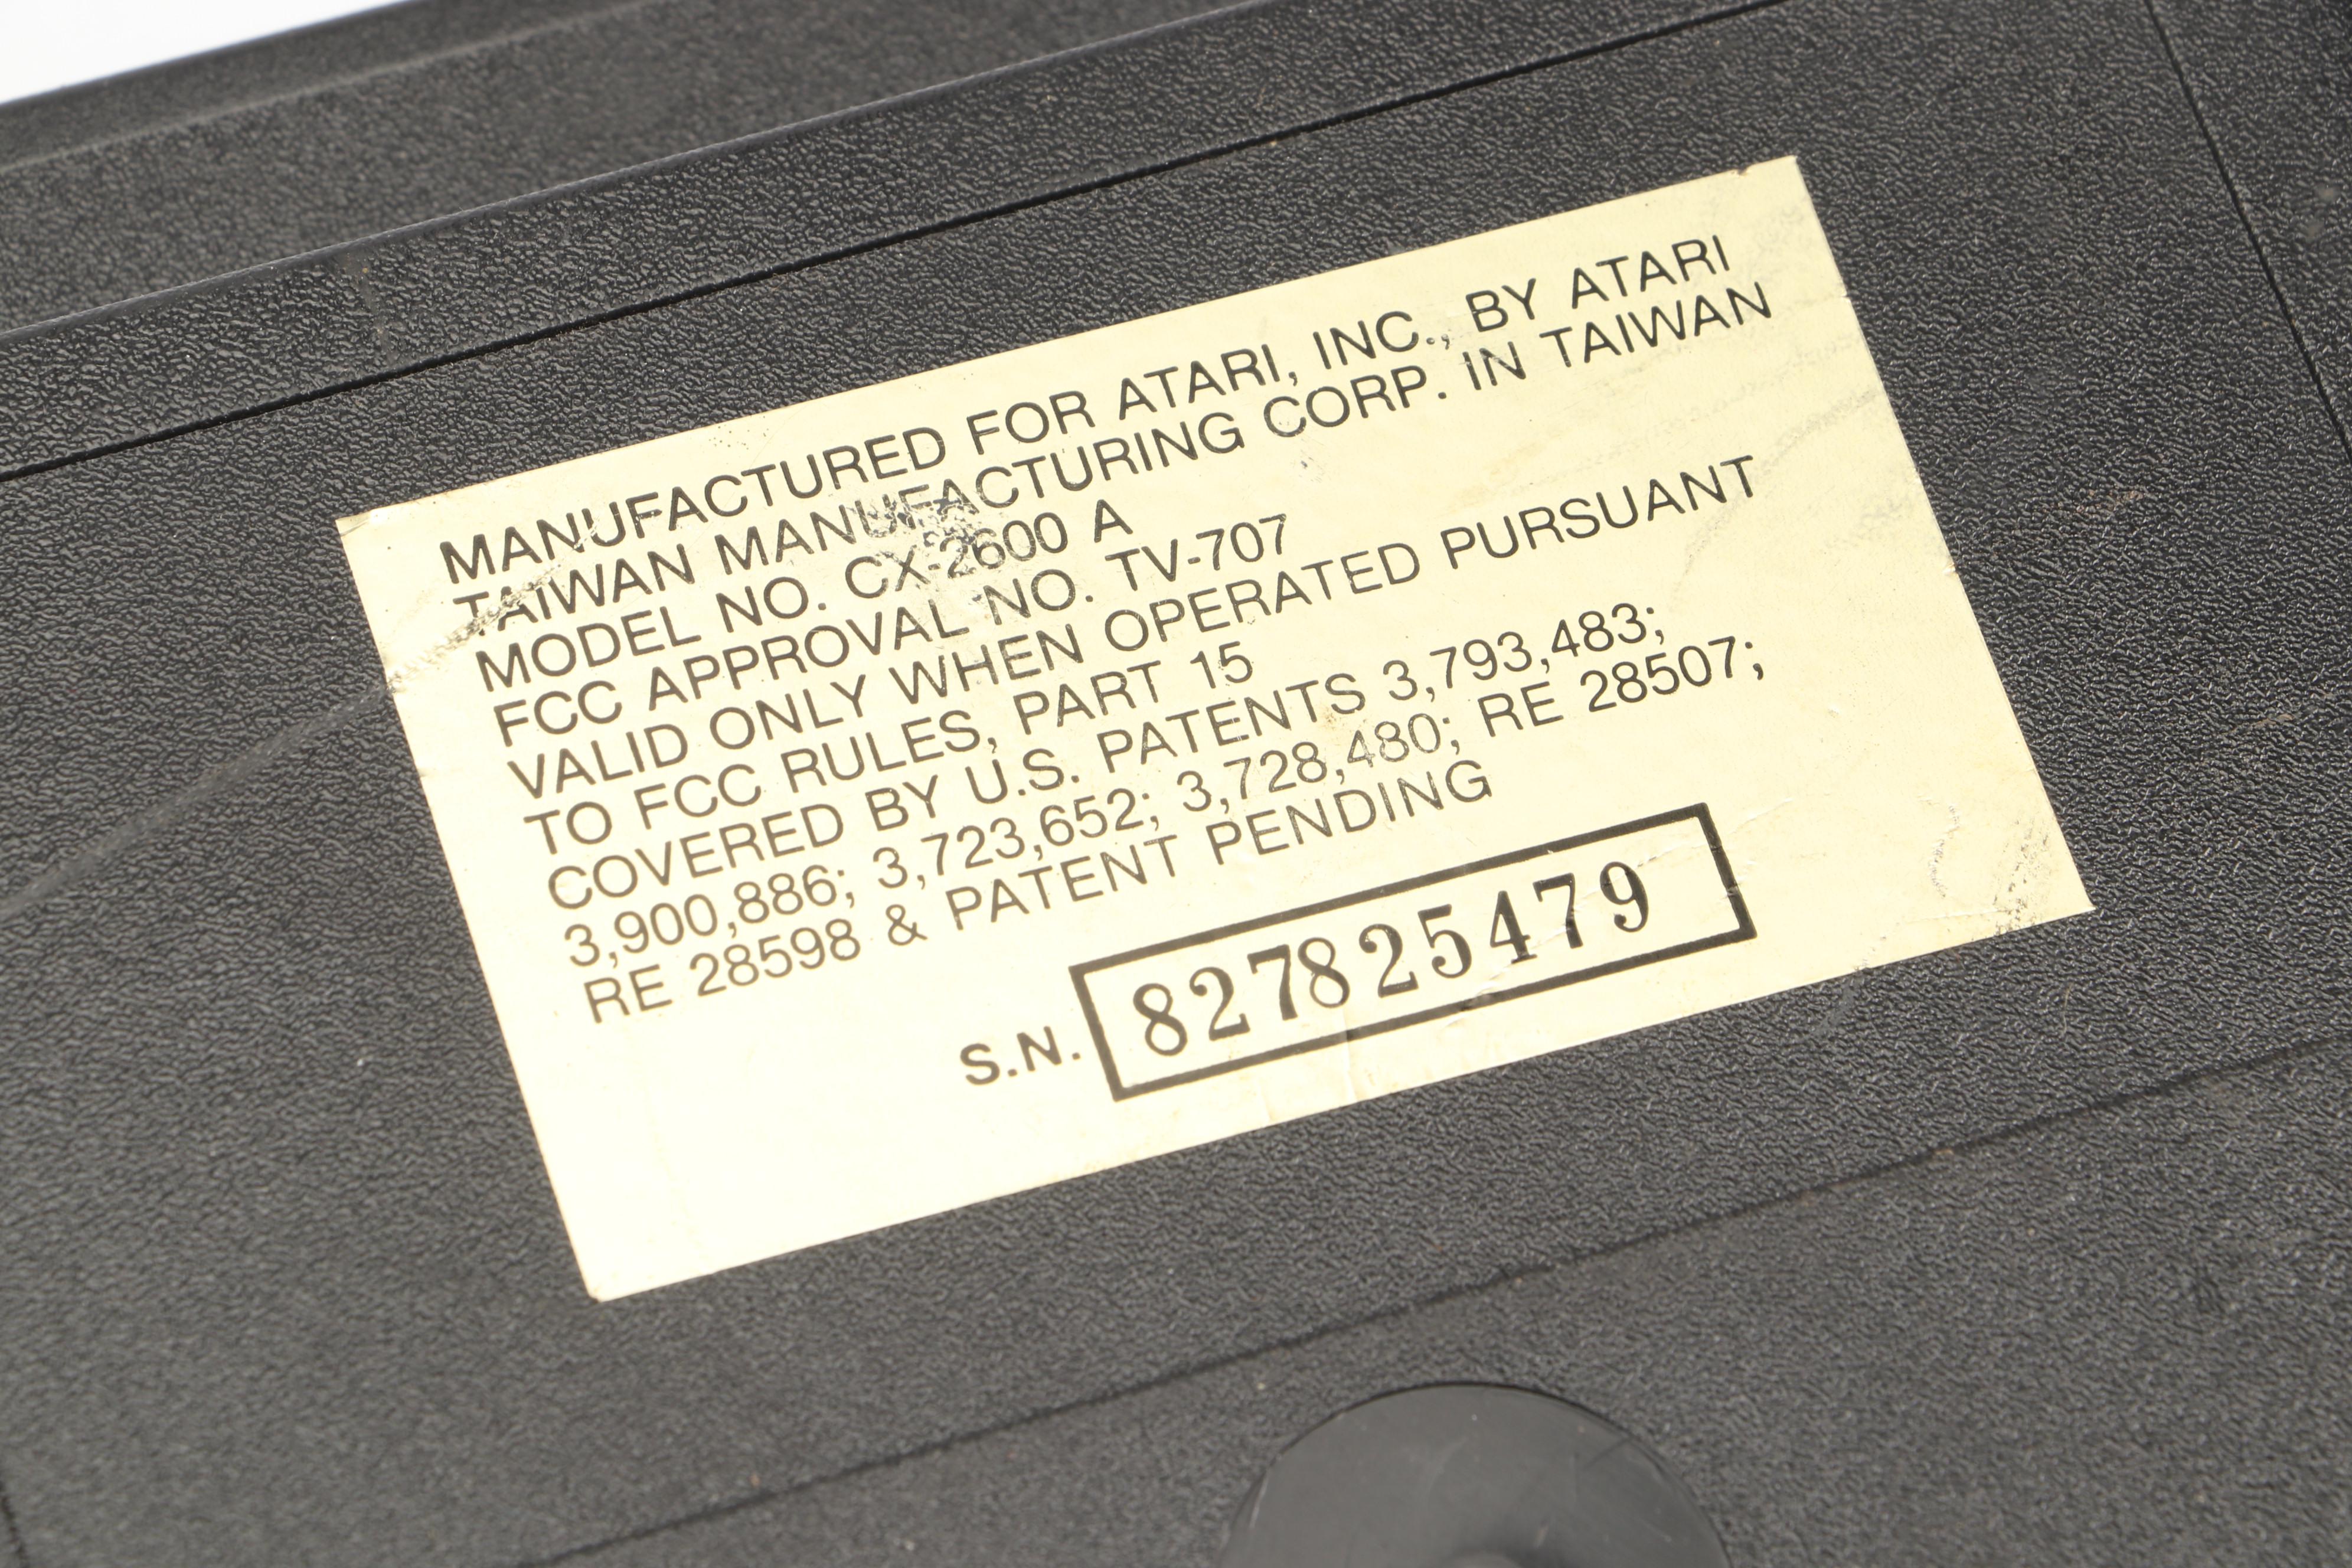 MANUFACTURED FOR ATARI, INC., BY ATARI
TAIWAN MANUFACTURING CORP. IN TAIWAN
MODEL NO. CX-2600 A
FCC APPROVAL NO. TV-707
VALID ONLY WHEN OPERATED PURSUANT
TO FCC RULES, PART 15
COVERED BY U.S. PATENTS 3,793,483;
3,900,886; 3,723,652; 3,728,480; RE 28507;
RE 28598 & PATENT PENDING
S.N. 827825479